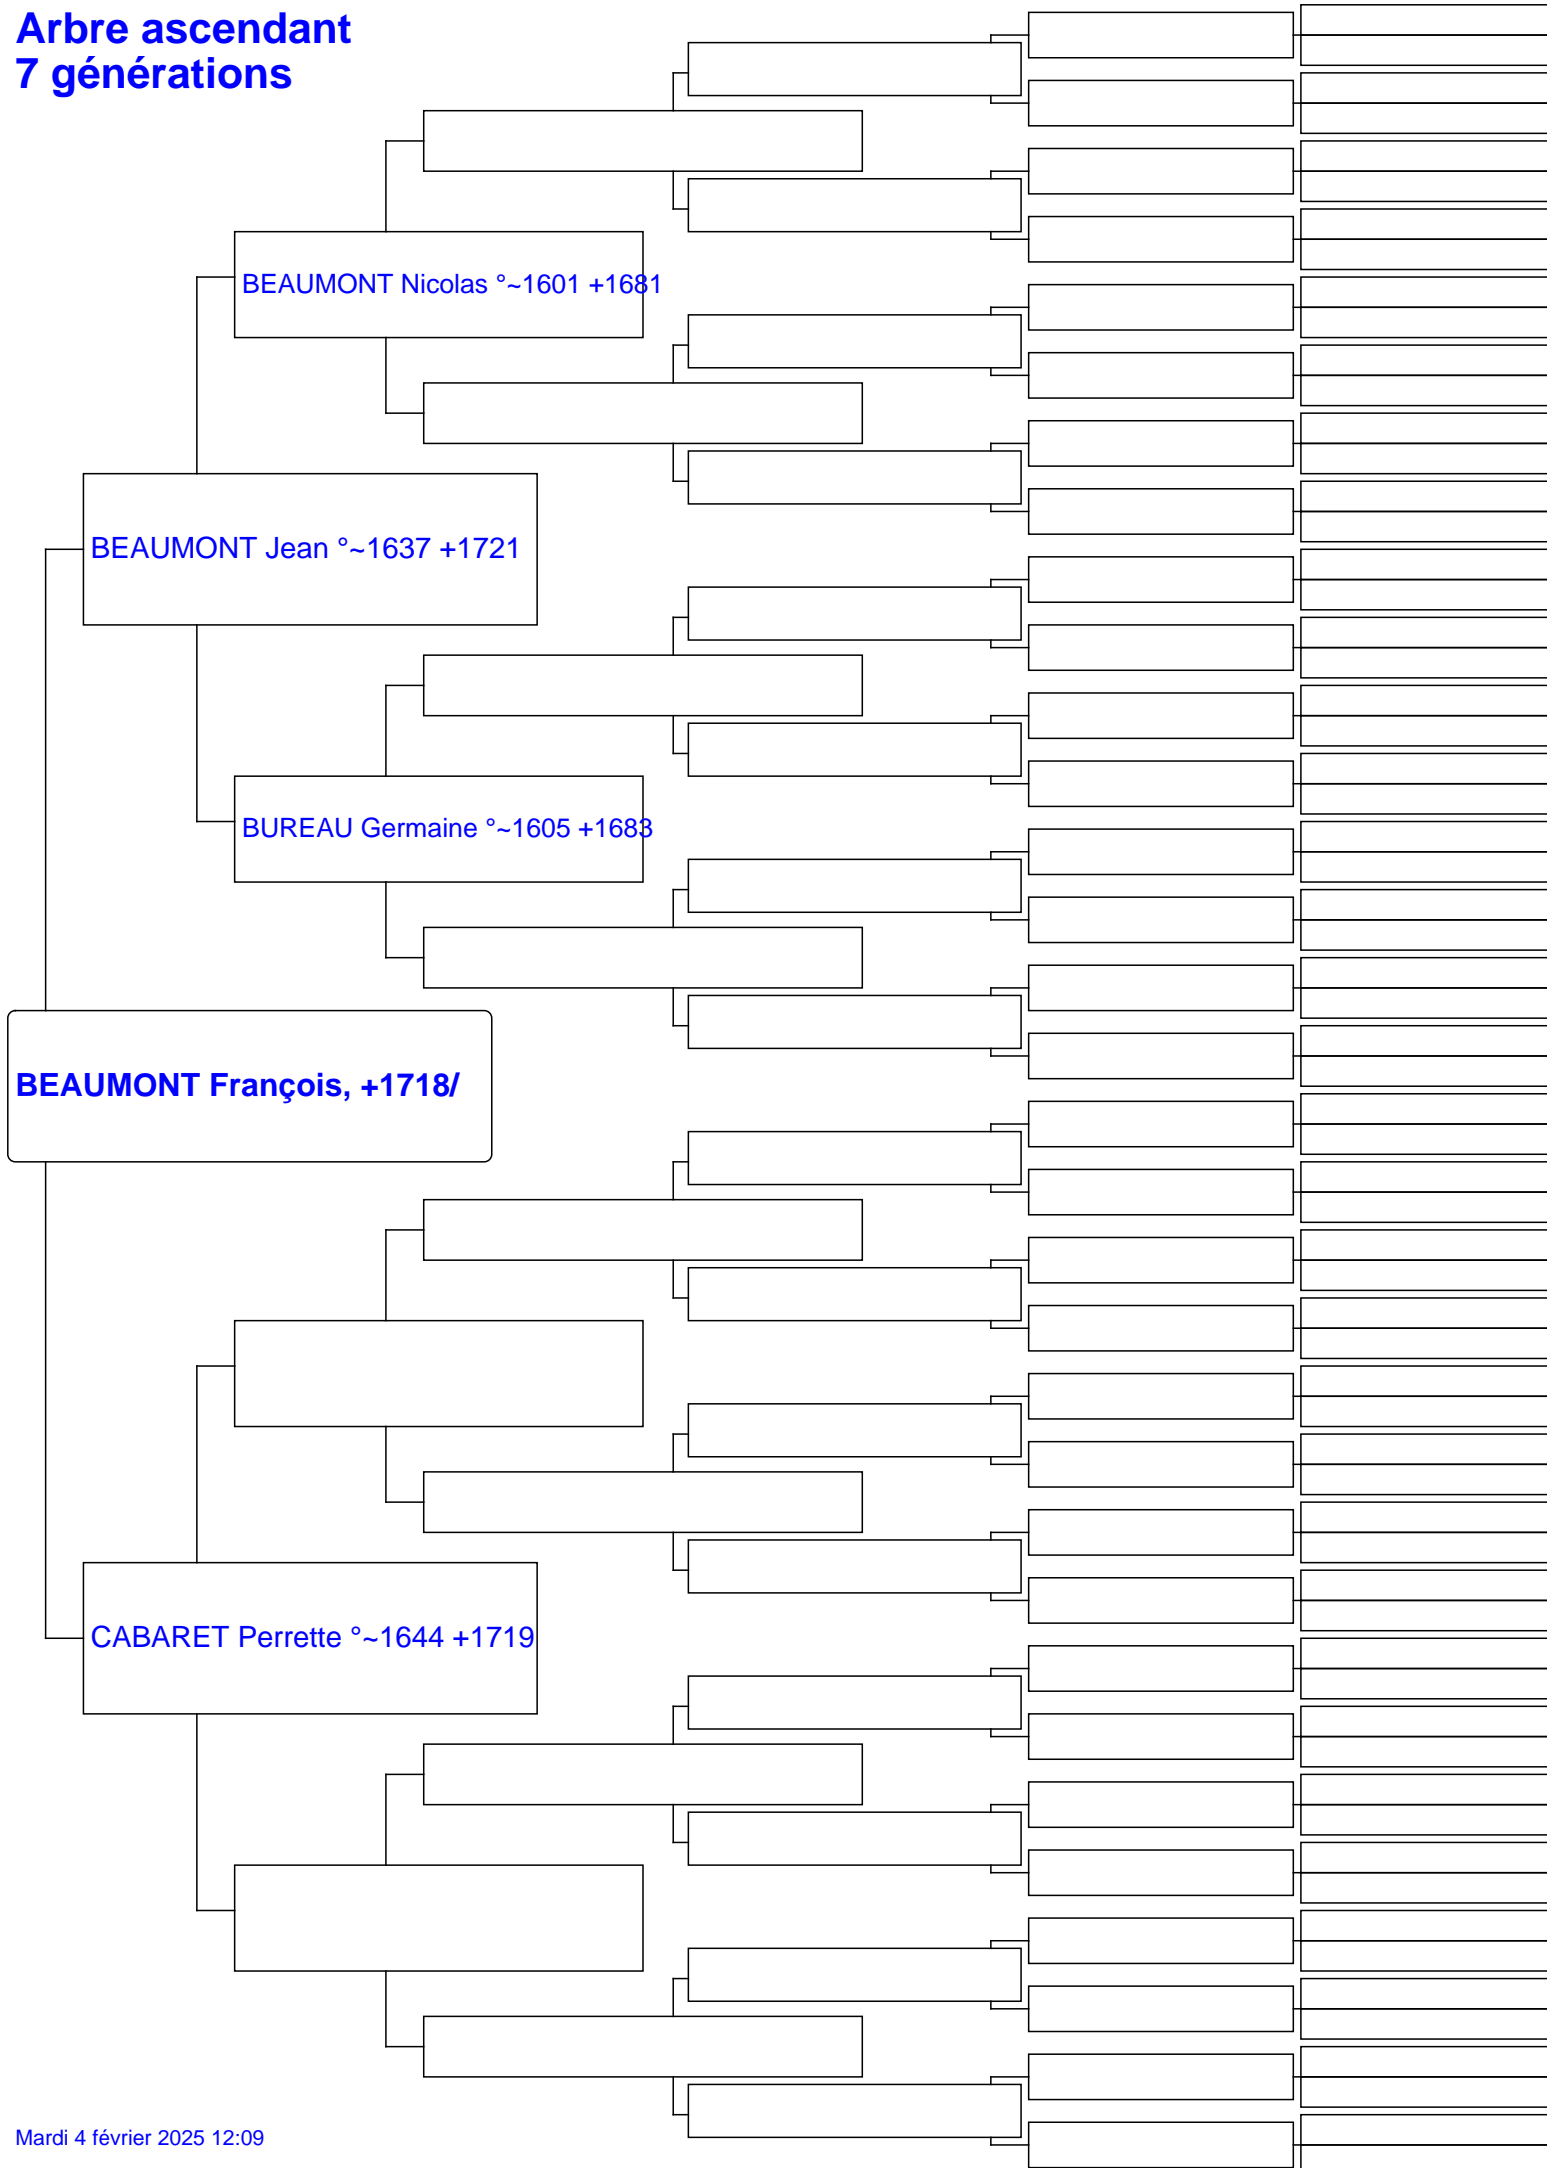 Arbre ascendant
7 générations
BEAUMONT Nicolas °~1601 +1681
BEAUMONT Jean °~1637 +1721
BUREAU Germaine °~1605 +1683
BEAUMONT François, +1718/
CABARET Perrette °~1644 +1719
Mardi 4 février 2025 12:09